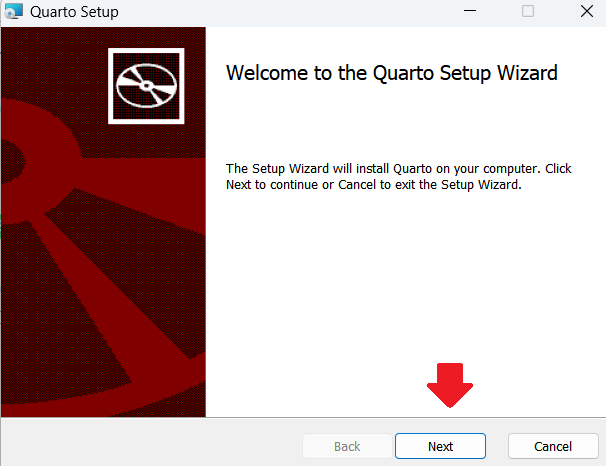 Quarto Setup
Welcome to the Quarto Setup Wizard
The Setup Wizard will install Quarto on your computer. Click
Next to continue or Cancel to exit the Setup Wizard.
Back
Next
Cancel